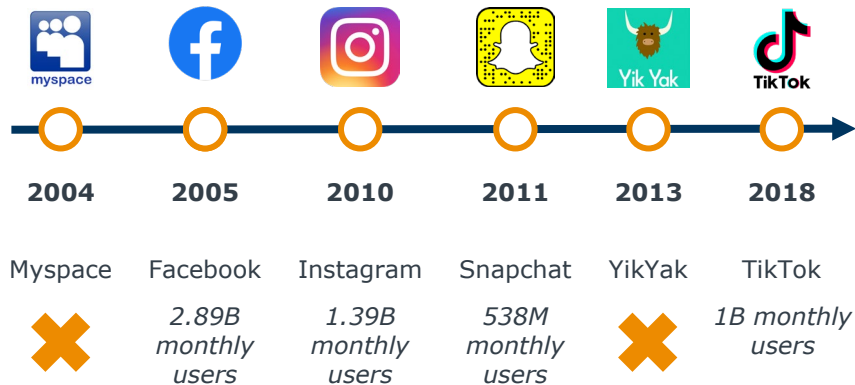 myspace
Yik Yak
TikTok
2004 2005 2010 2011 2013 2018
Myspace Facebook Instagram Snapchat YikYak TikTok
2.89B 1.39B 538M 1B monthly
monthly monthly monthly users
users users users